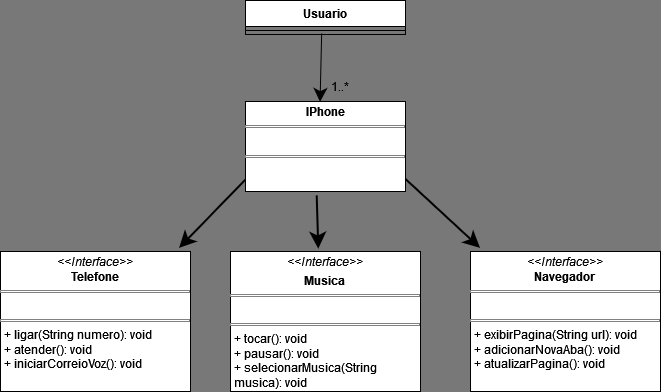 Usuario
1..*
IPhone
<<Interface>>
Telefone
+ ligar(String numero): void
+ atender(): void
+ iniciarCorreioVoz(): void
<<Interface>>
Musica
+ tocar(): void
+ pausar(): void
+ selecionarMusica(String
musica): void
<<Interface>>
Navegador
+ exibirPagina(String url): void
+ adicionarNovaAba(): void
+ atualizarPagina(): void